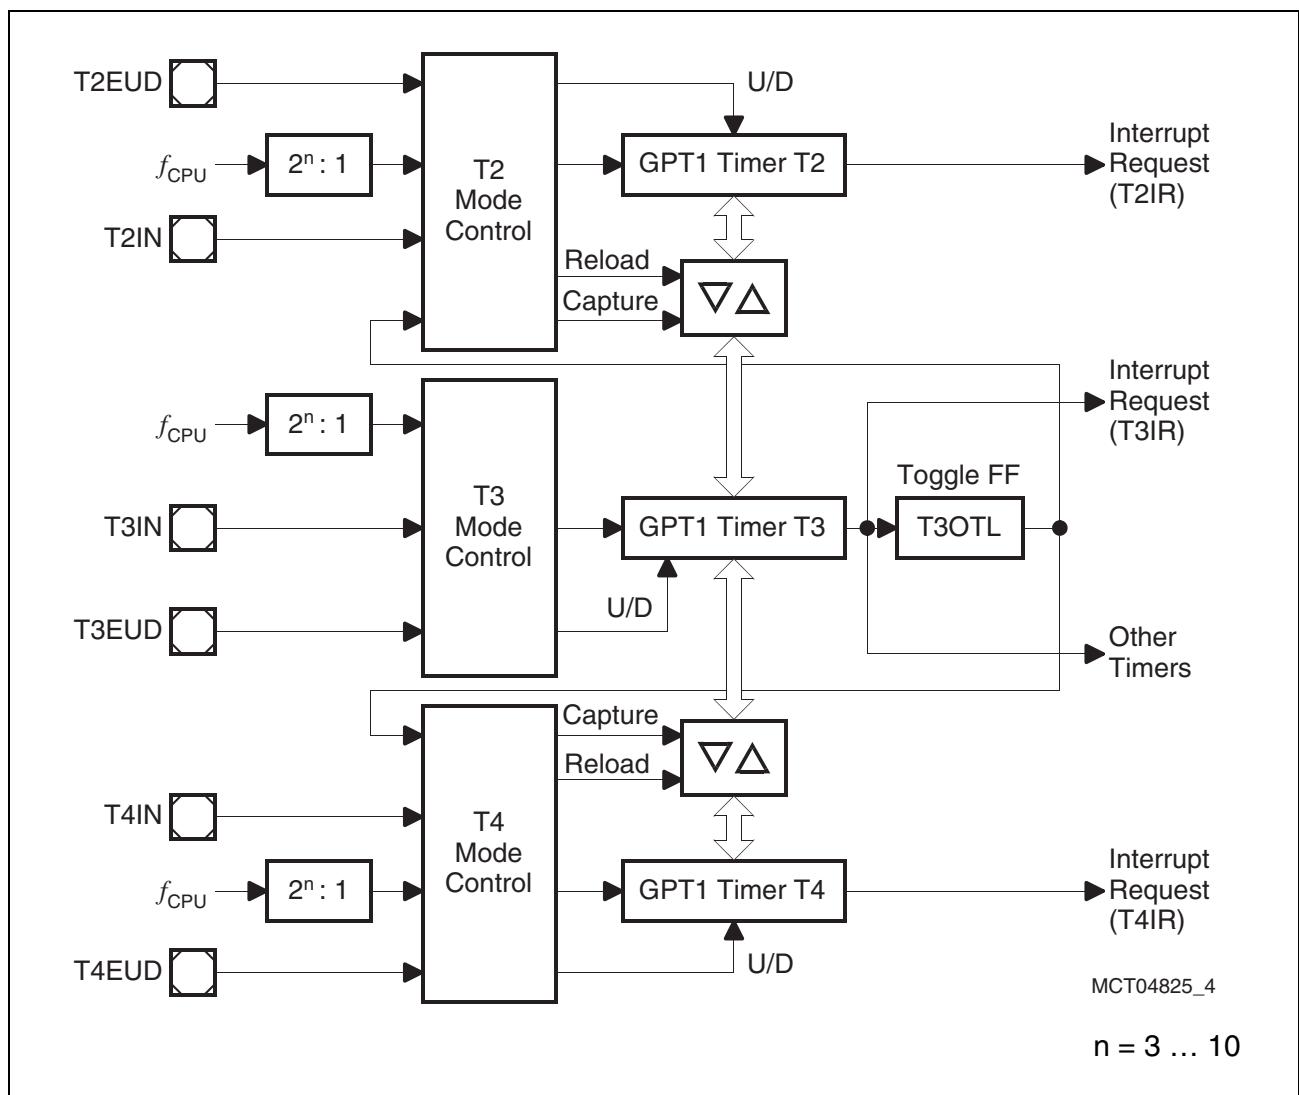 T2EUD
U/D
Interrupt
Request
(T2IR)
fCPU
2ⁿ : 1
T2
Mode
Control
GPT1 Timer T2
T2IN
Reload
Capture
Interrupt
Request
(T3IR)
fCPU
2ⁿ : 1
Toggle FF
T3IN
T3
Mode
Control
GPT1 Timer T3
T3OTL
U/D
T3EUD
Other
Timers
Capture
Reload
T4IN
T4
Mode
Control
Interrupt
Request
(T4IR)
fCPU
2ⁿ : 1
GPT1 Timer T4
T4EUD
U/D
MCT04825_4
n = 3 … 10